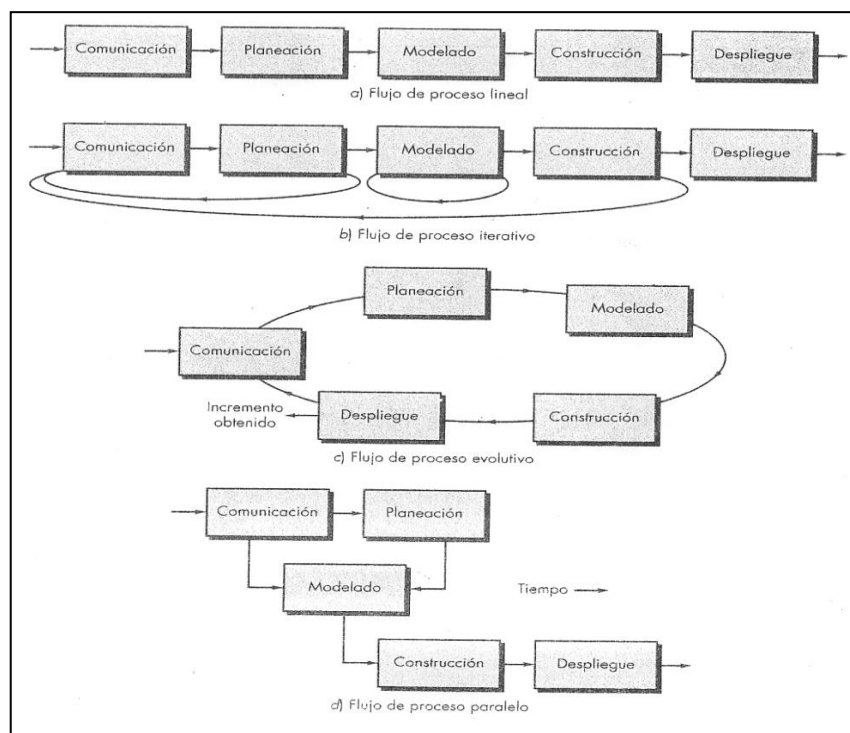 Comunicación Planeación Modelado Construcción Despliegue
a) Flujo de proceso lineal
Comunicación Planeación Modelado Construcción Despliegue
b) Flujo de proceso iterativo
Planeación
Modelado
Comunicación
Incremento
obtenido
Despliegue
Construcción
c) Flujo de proceso evolutivo
Comunicación Planeación
Modelado
Tiempo
Construcción Despliegue
d) Flujo de proceso paralelo